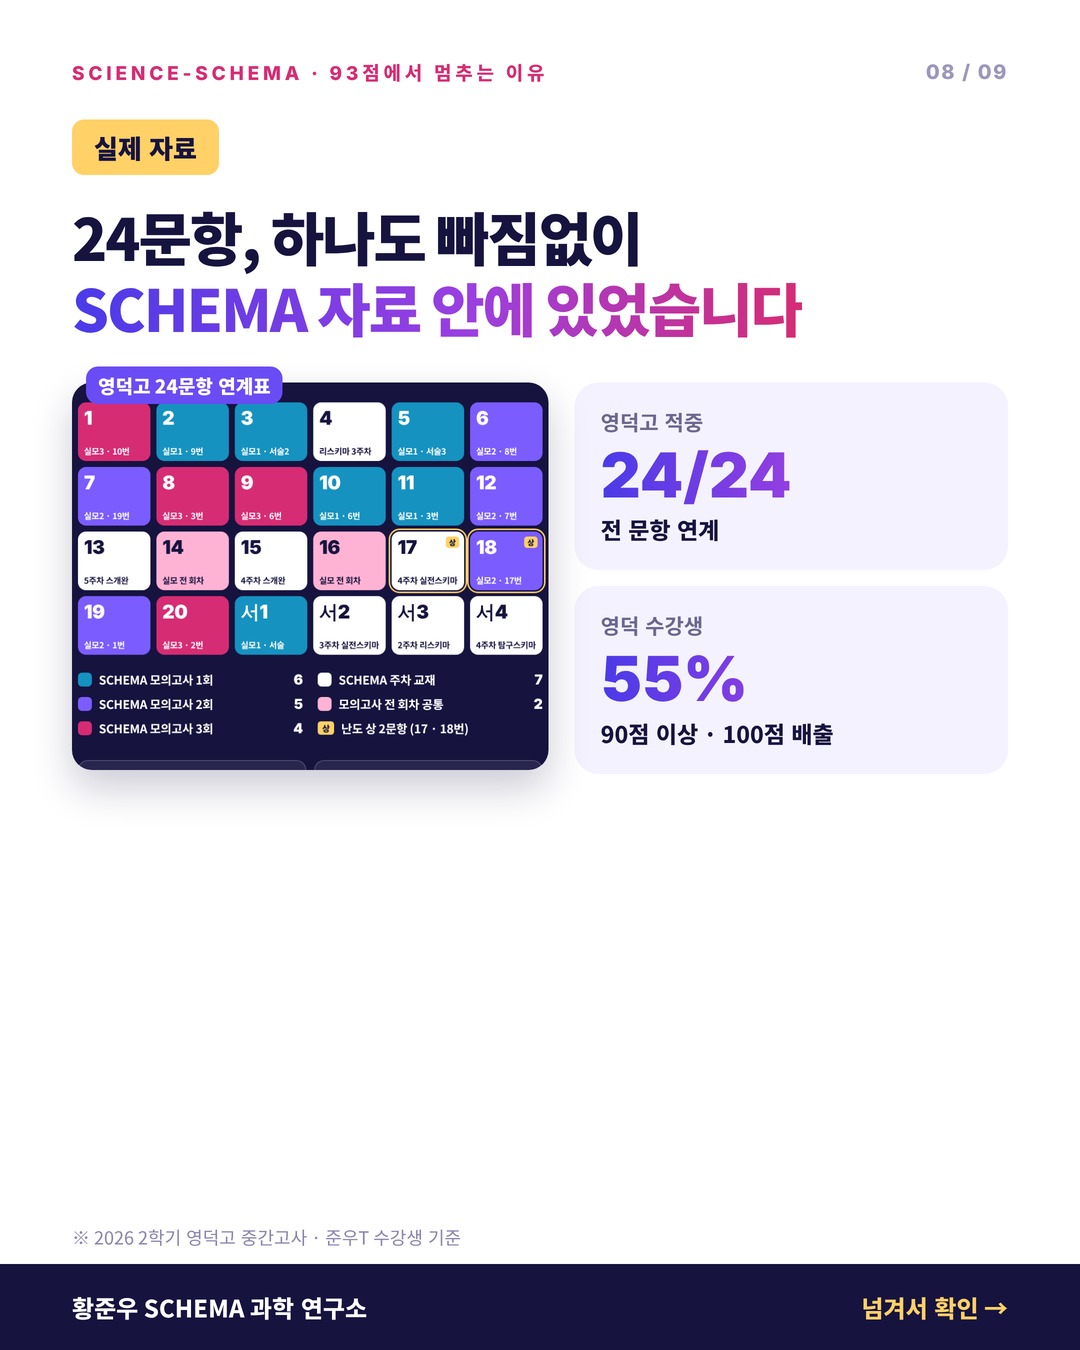 SCIENCE-SCHEMA · 93점에서 멈추는 이유
08 / 09
실제 자료
24문항, 하나도 빠짐없이
SCHEMA 자료 안에 있었습니다
영덕고 24문항 연계표
1
실모3 · 10번
2
실모1 · 9번
3
실모1 · 서술2
4
리스키마 3주차
5
실모1 · 서술3
6
실모2 · 8번
7
실모2 · 19번
8
실모3 · 3번
9
실모3 · 6번
10
실모1 · 6번
11
실모1 · 3번
12
실모2 · 7번
13
5주차 스개완
14
실모 전 회차
15
4주차 스개완
16
실모 전 회차
17
상
4주차 실전스키마
18
상
실모2 · 17번
19
실모2 · 1번
20
실모3 · 2번
서1
실모1 · 서술
서2
3주차 실전스키마
서3
2주차 리스키마
서4
4주차 탐구스키마
SCHEMA 모의고사 1회 6
SCHEMA 주차 교재 7
SCHEMA 모의고사 2회 5
모의고사 전 회차 공통 2
SCHEMA 모의고사 3회 4
상 난도 상 2문항 (17 · 18번)
영덕고 적중
24/24
전 문항 연계
영덕 수강생
55%
90점 이상 · 100점 배출
※ 2026 2학기 영덕고 중간고사 · 준우T 수강생 기준
황준우 SCHEMA 과학 연구소
넘겨서 확인 →